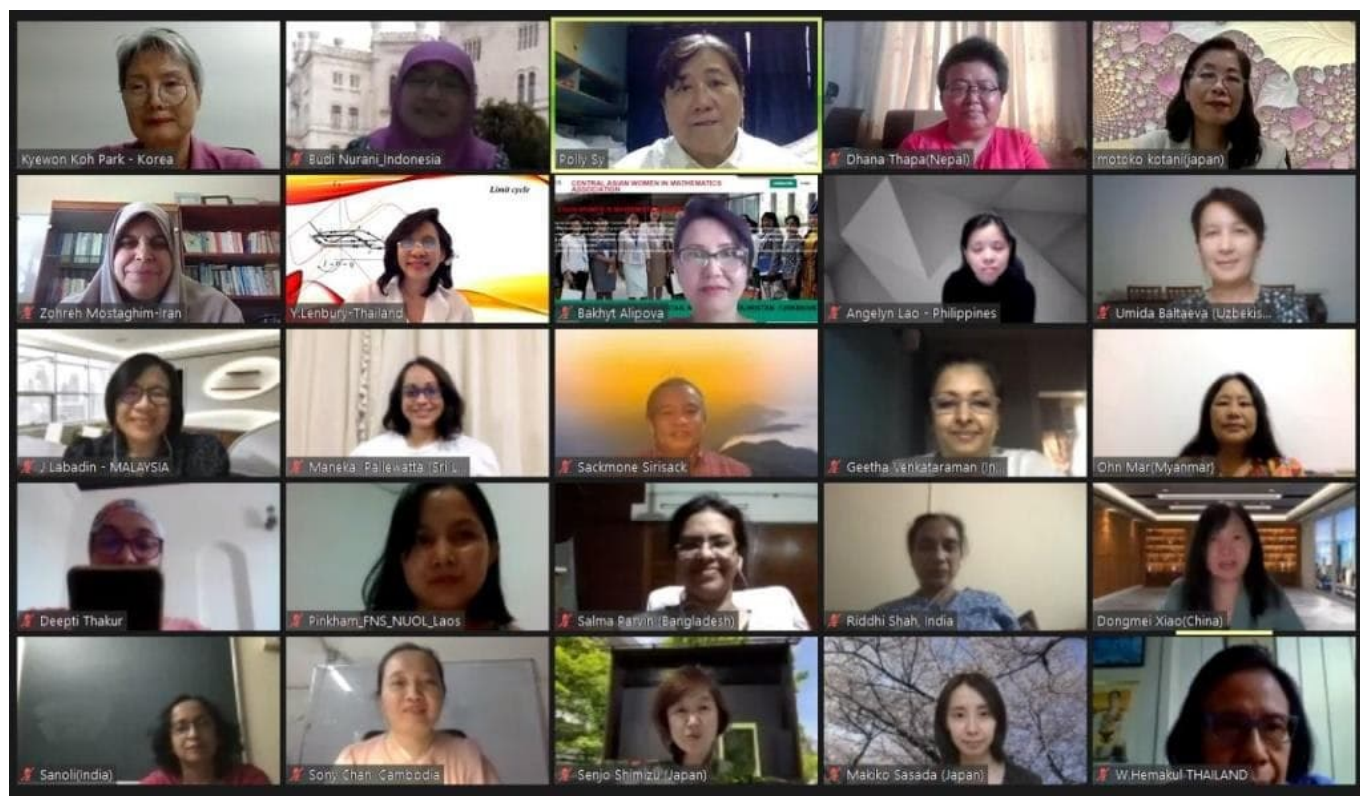 Kyewon Koh Park - Korea
Budi Nurani_Indonesia
Polly Sy
Dhana Thapa(Nepal)
motoko kotani(japan)
Zohreh Mostaghim-Iran
Limit cycle
Y.Lenbury-Thailand
CENTRAL ASIAN WOMEN IN MATHEMATICS
ASSOCIATION
Bakhyt Alipova
Angelyn Lao - Philippines
Umida Baltaeva (Uzbekis...
J Labadin - MALAYSIA
Maneka Pallewatta (Sri L
Sackmone Sirisack
Geetha Venkataraman (In...
Ohn Mar(Myanmar)
Deepti Thakur
Pinkham_FNS_NUOL_Laos
Salma Parvin (Bangladesh)
Riddhi Shah, India
Dongmei Xiao(China)
Sanoli(India)
Sony Chan Cambodia
Senjo Shimizu (Japan)
Makiko Sasada (Japan)
W.Hemakul THAILAND